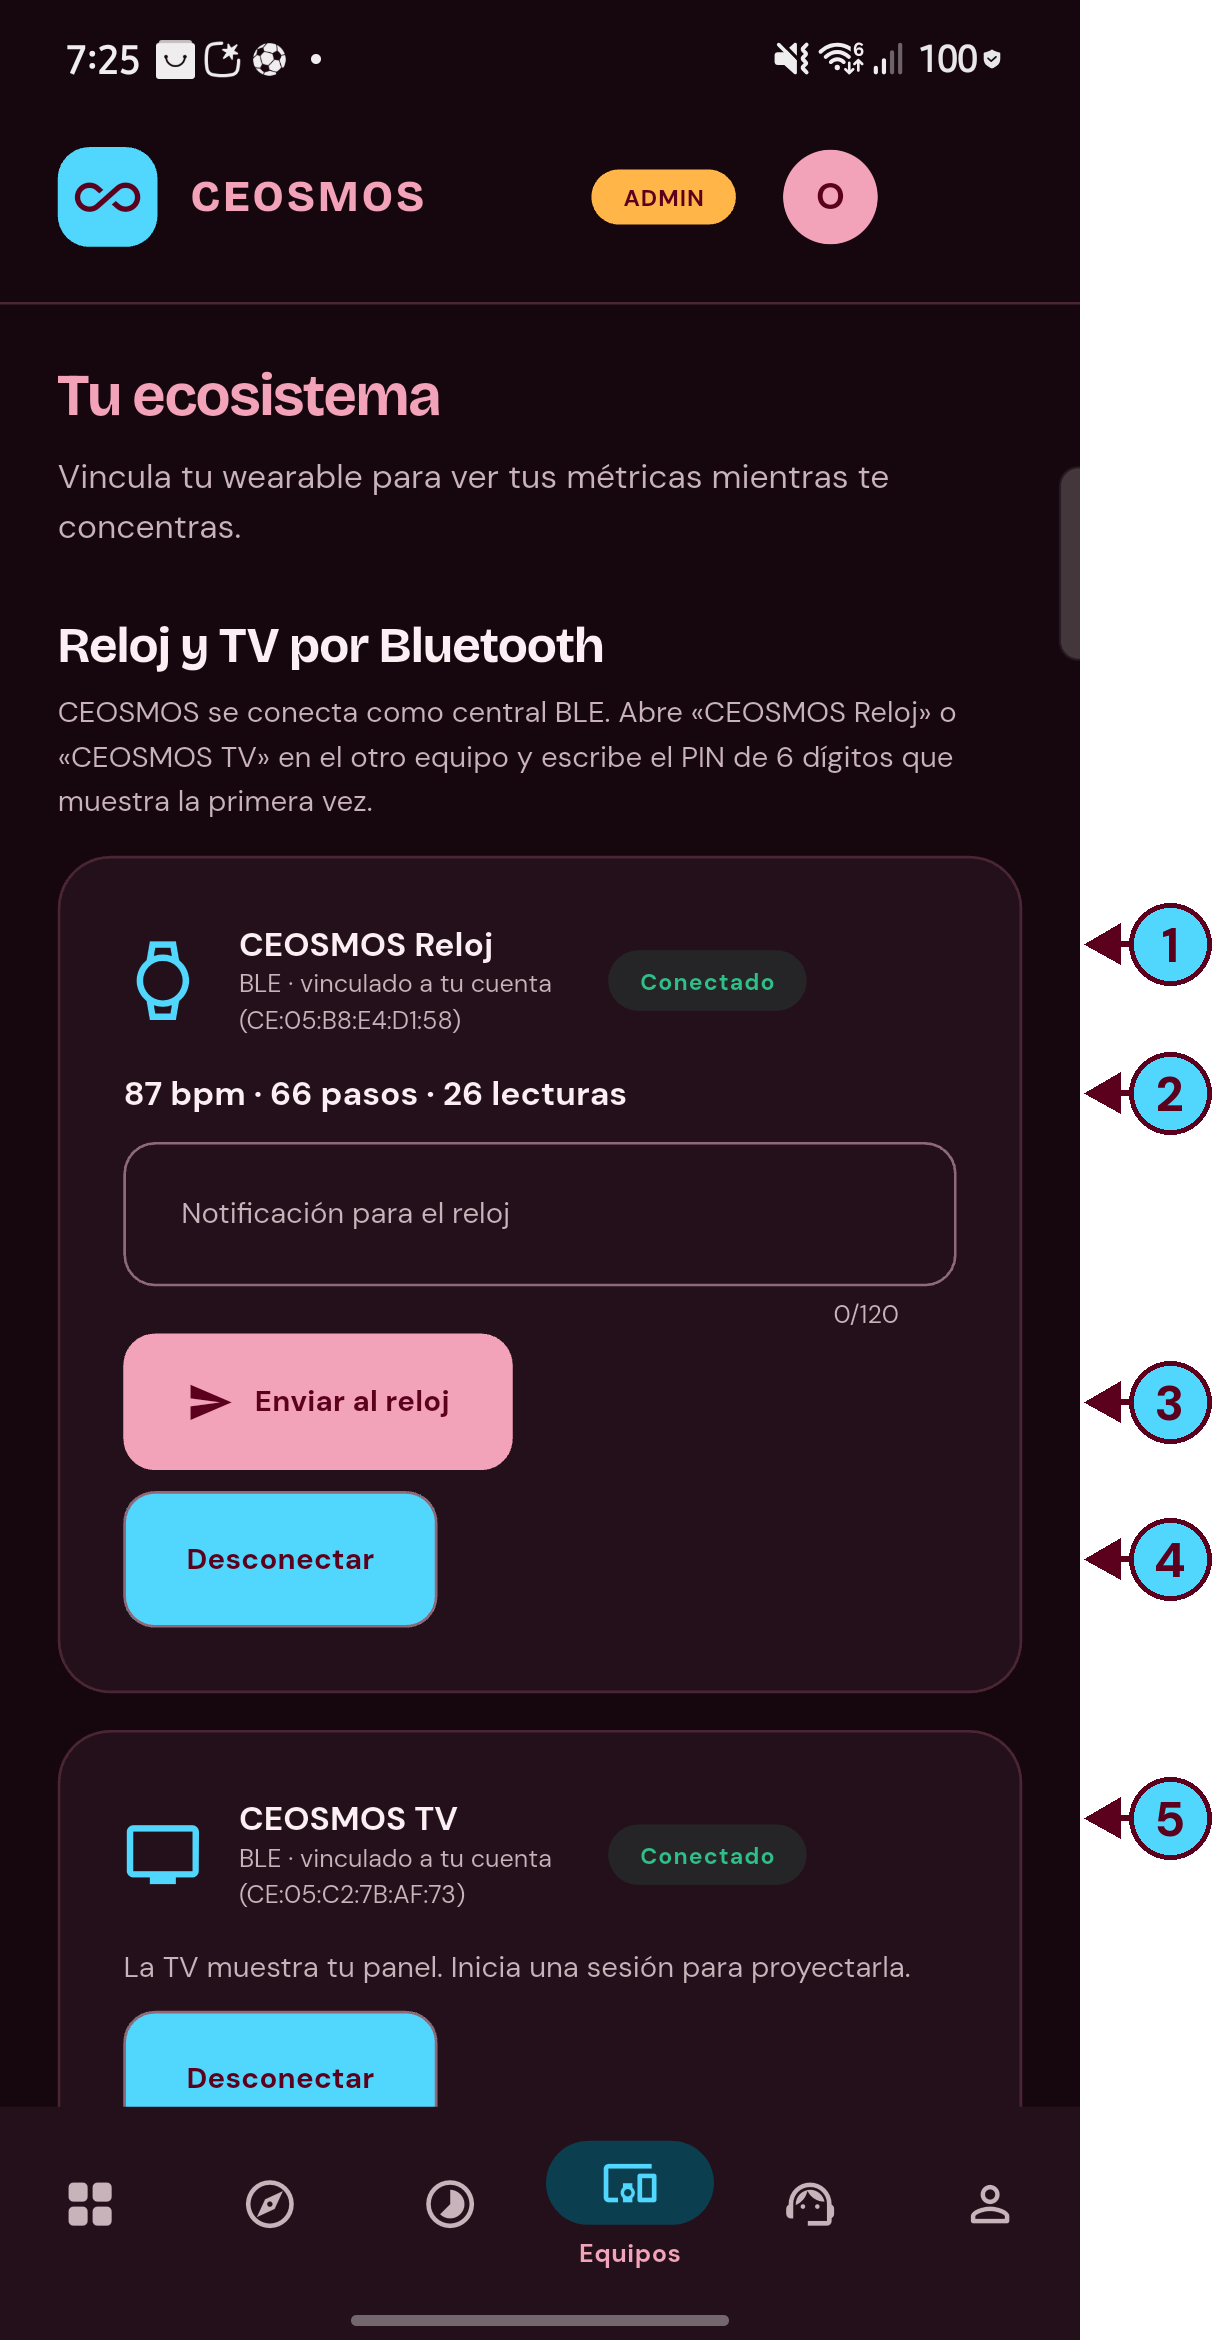 7:25
6
100
CEOSMOS
ADMIN
O
Tu ecosistema
Vincula tu wearable para ver tus métricas mientras te
concentras.
Reloj y TV por Bluetooth
CEOSMOS se conecta como central BLE. Abre «CEOSMOS Reloj» o
«CEOSMOS TV» en el otro equipo y escribe el PIN de 6 dígitos que
muestra la primera vez.
CEOSMOS Reloj
BLE · vinculado a tu cuenta
(CE:05:B8:E4:D1:58)
Conectado
1
87 bpm · 66 pasos · 26 lecturas
2
Notificación para el reloj
0/120
Enviar al reloj
3
Desconectar
4
CEOSMOS TV
BLE · vinculado a tu cuenta
(CE:05:C2:7B:AF:73)
Conectado
5
La TV muestra tu panel. Inicia una sesión para proyectarla.
Desconectar
Equipos